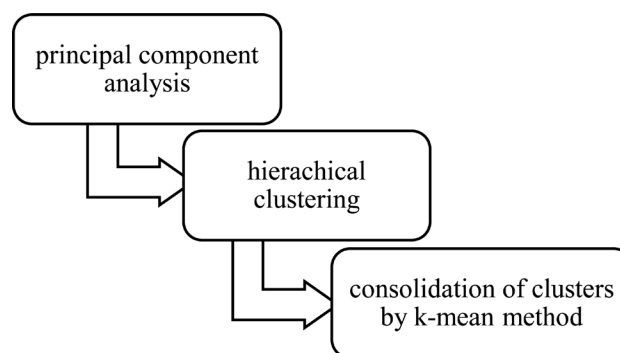 principal component
analysis
hierachical
clustering
consolidation of clusters
by k-mean method